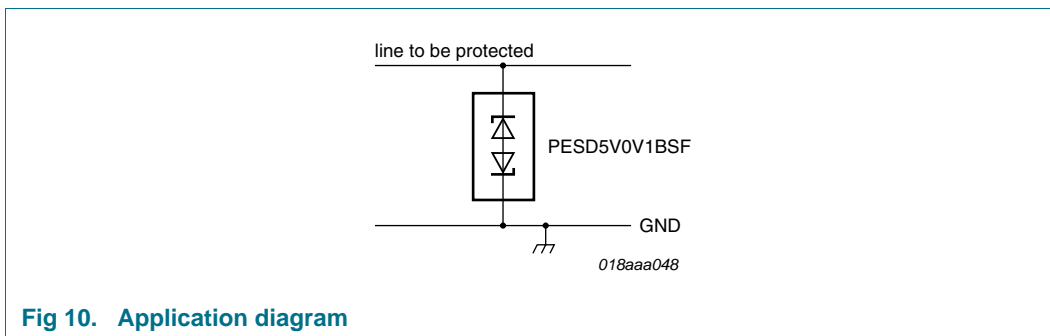 line to be protected
PESD5V0V1BSF
GND
018aaa048
Fig 10. Application diagram